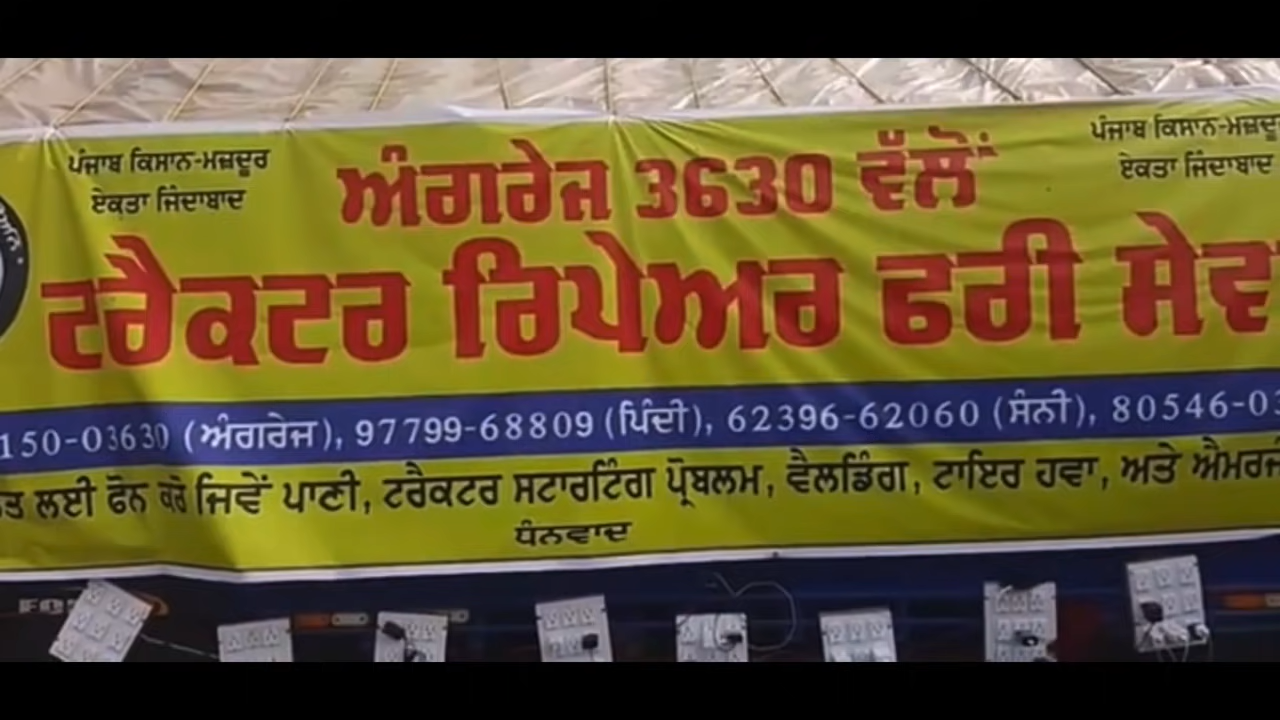 ਪੰਜਾਬ ਕਿਸਾਨ-ਮਜ਼ਦੂਰ
ਏਕਤਾ ਜਿੰਦਾਬਾਦ
ਅੰਗਰੇਜ 3630 ਵੱਲੋਂ
ਪੰਜਾਬ ਕਿਸਾਨ-ਮਜ਼ਦੂ
ਏਕਤਾ ਜਿੰਦਾਬਾਦ
ਟਰੈਕਟਰ ਰਿਪੇਅਰ ਫਰੀ ਸੇਵ
150-03630 (ਅੰਗਰੇਜ), 97799-68809 (ਪਿੰਦੀ), 62396-62060 (ਸੰਨੀ), 80546-03
ਤ ਲਈ ਫੋਨ ਕਰੋ ਜਿਵੇਂ ਪਾਣੀ, ਟਰੈਕਟਰ ਸਟਾਰਟਿੰਗ ਪ੍ਰੌਬਲਮ, ਵੈਲਡਿੰਗ, ਟਾਇਰ ਹਵਾ, ਅਤੇ ਐਮਰਜੰ
ਧੰਨਵਾਦ